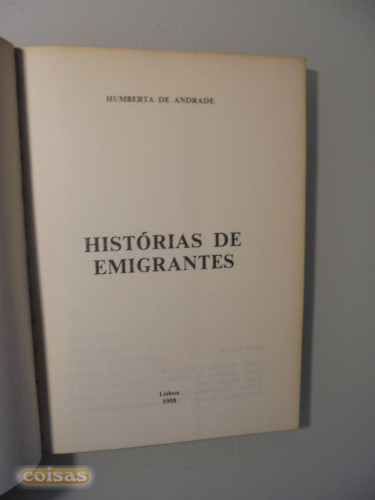 HUMBERTA DE ANDRADE
HISTÓRIAS DE
EMIGRANTES
Lisboa
1988
coisas